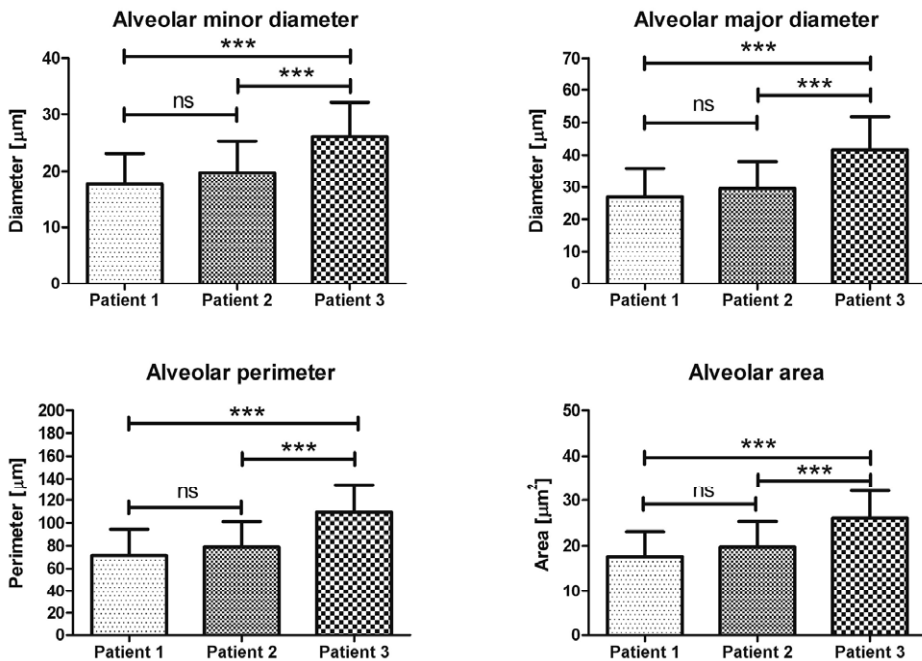 Alveolar minor diameter
Diameter [μm]
40
30
20
10
0
***
***
ns
Patient 1 Patient 2 Patient 3
Alveolar major diameter
Diameter [μm]
70
60
50
40
30
20
10
0
***
***
ns
Patient 1 Patient 2 Patient 3
Alveolar perimeter
Perimeter [μm]
200
180
160
140
120
100
80
60
40
20
0
***
***
ns
Patient 1 Patient 2 Patient 3
Alveolar area
Area [μm²]
50
40
30
20
10
0
***
***
ns
Patient 1 Patient 2 Patient 3